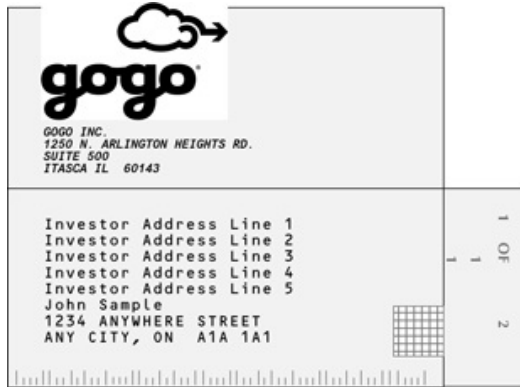 gogo
GOGO INC.
1250 N. ARLINGTON HEIGHTS RD.
SUITE 500
ITASCA IL 60143
Investor Address Line 1
Investor Address Line 2
Investor Address Line 3
Investor Address Line 4
Investor Address Line 5
John Sample
1234 ANYWHERE STREET
ANY CITY, ON A1A 1A1
1 OF 2
1 1